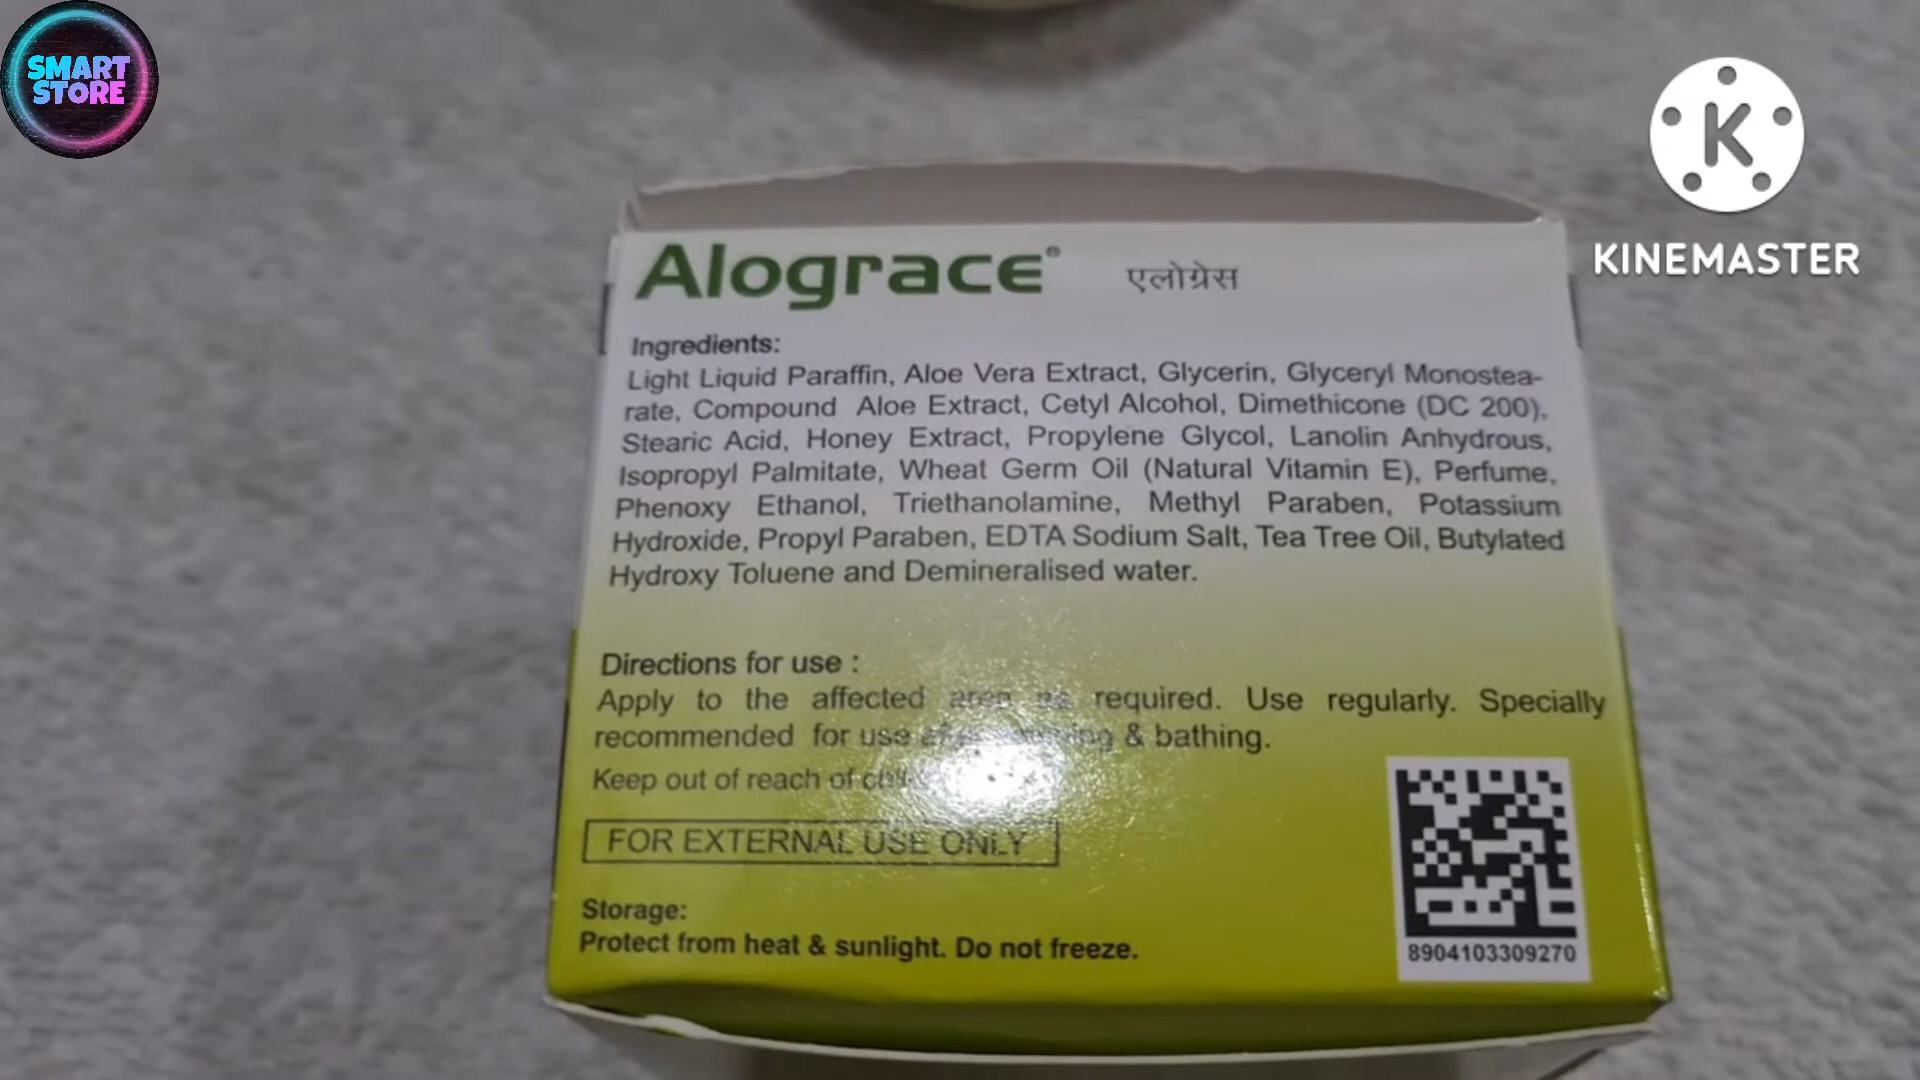 SMART
STORE
KINEMASTER
Alograce® एलोग्रेस
Ingredients:
Light Liquid Paraffin, Aloe Vera Extract, Glycerin, Glyceryl Monostea-
rate, Compound Aloe Extract, Cetyl Alcohol, Dimethicone (DC 200),
Stearic Acid, Honey Extract, Propylene Glycol, Lanolin Anhydrous,
Isopropyl Palmitate, Wheat Germ Oil (Natural Vitamin E), Perfume,
Phenoxy Ethanol, Triethanolamine, Methyl Paraben, Potassium
Hydroxide, Propyl Paraben, EDTA Sodium Salt, Tea Tree Oil, Butylated
Hydroxy Toluene and Demineralised water.
Directions for use :
Apply to the affected area as required. Use regularly. Specially
recommended for use & bathing.
Keep out of reach of
FOR EXTERNAL USE ONLY
Storage:
Protect from heat & sunlight. Do not freeze.
8904103309270